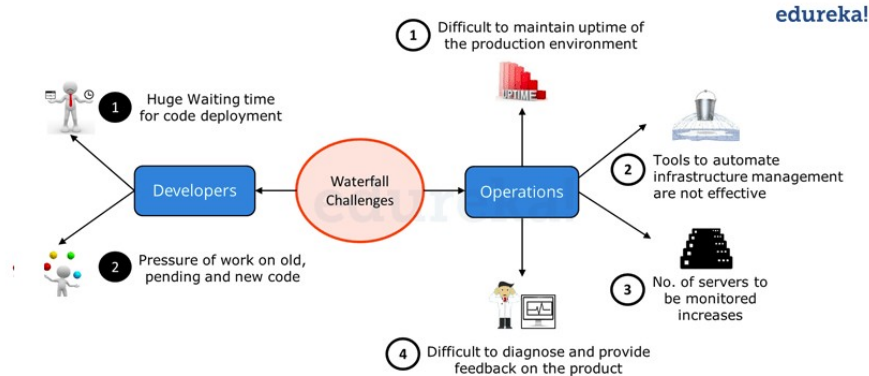 edureka!
1 Difficult to maintain uptime of
the production environment
UPTIME
1 Huge Waiting time
for code deployment
2 Tools to automate
infrastructure management
are not effective
Developers
Waterfall
Challenges
Operations
edureka!
2 Pressure of work on old,
pending and new code
3 No. of servers to
be monitored
increases
4 Difficult to diagnose and provide
feedback on the product